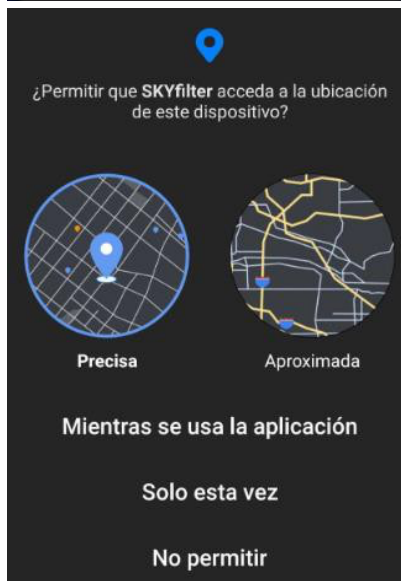 ¿Permitir que SKYfilter acceda a la ubicación
de este dispositivo?
Precisa
Aproximada
Mientras se usa la aplicación
Solo esta vez
No permitir